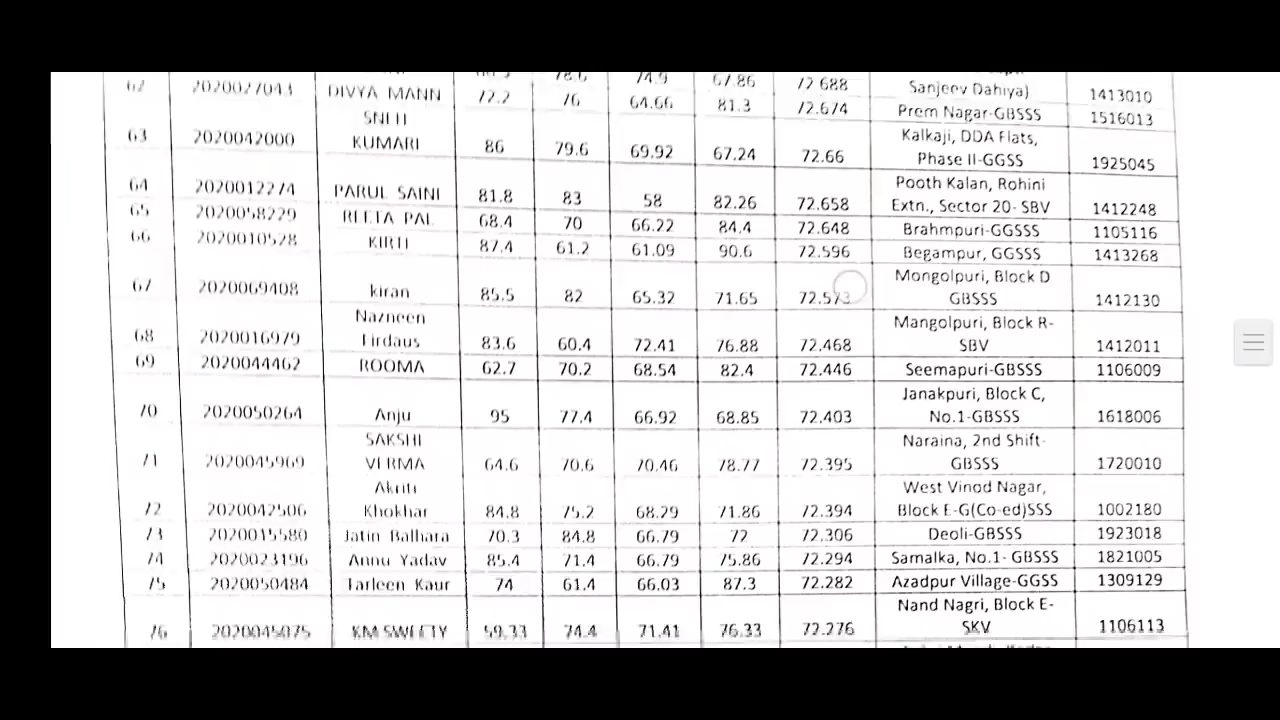 78.6 74.9 67.86 72 688 Sanjeev Dahiya) 1413010
62 2020027043 DIVYA MANN 72.2 76 64.66 81.3 72.674 Prem Nagar-GBSSS 1516013
63 2020042000 KUMARI 86 79.6 69.92 67.24 72.66 Kalkaji, DDA Flats,
Phase II-GGSS 1925045
64 2020012274 PARUL SAINI 81.8 83 58 82.26 72.658 Pooth Kalan, Rohini
Extn., Sector 20- SBV 1412248
65 2020058229 REETA PAL 68.4 70 66.22 84.4 72.648 Brahmpuri-GGSSS 1105116
66 2020010528 KIRTI 87.4 61.2 61.09 90.6 72.596 Begampur, GGSSS 1413268
67 2020069408 kiran 85.5 82 65.32 71.65 72.573 Mongolpuri, Block D
GBSSS 1412130
68 2020016979 Nazneen
Firdaus 83.6 60.4 72.41 76.88 72.468 Mangolpuri, Block R-
SBV 1412011
69 2020044462 ROOMA 62.7 70.2 68.54 82.4 72.446 Seemapuri-GBSSS 1106009
70 2020050264 Anju 95 77.4 66.92 68.85 72.403 Janakpuri, Block C,
No.1-GBSSS 1618006
71 2020045969 SAKSHI
VERMA 64.6 70.6 70.46 78.77 72.395 Naraina, 2nd Shift-
GBSSS 1720010
72 2020042506 Akriti
Khokhar 84.8 75.2 68.29 71.86 72.394 West Vinod Nagar,
Block E-G(Co-ed)SSS 1002180
73 2020015580 Jatin Balhara 70.3 84.8 66.79 72 72.306 Deoli-GBSSS 1923018
74 2020023196 Annu Yadav 85.4 71.4 66.79 75.86 72.294 Samalka, No.1- GBSSS 1821005
75 2020050484 Tarleen Kaur 74 61.4 66.03 87.3 72.282 Azadpur Village-GGSS 1309129
76 2020045075 KM SWEETY 59.33 74.4 71.41 76.33 72.276 Nand Nagri, Block E-
SKV 1106113